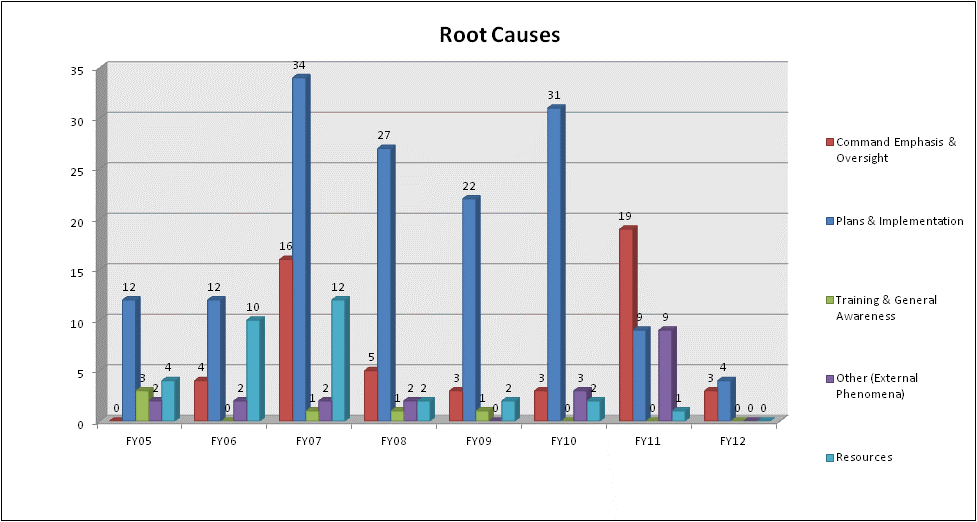 Root Causes
35
30
25
20
15
10
5
0
0 12 3 2 4
4 12 0 2 10
16 34 1 2 12
5 27 1 2 2
3 22 1 0 2
3 31 0 3 2
19 9 0 9 1
3 4 0 0 0
FY05 FY06 FY07 FY08 FY09 FY10 FY11 FY12
Command Emphasis &
Oversight
Plans & Implementation
Training & General
Awareness
Other (External
Phenomena)
Resources